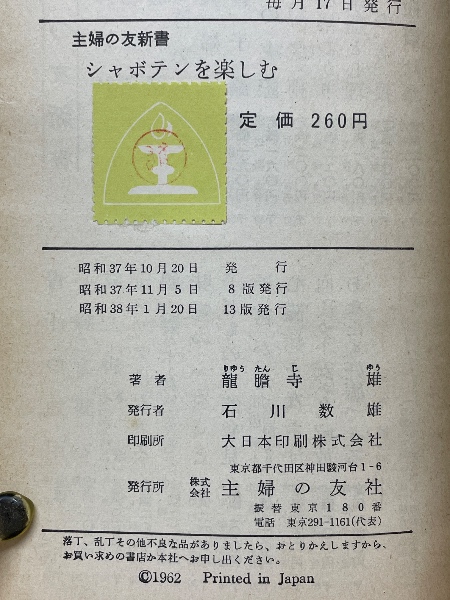 毎月17日発行
主婦の友新書
シャボテンを楽しむ
定価 260円
昭和37年10月20日 発行
昭和37年11月5日 8版発行
昭和38年1月20日 13版発行
りゆう たん じ ゆう
著者 龍膽寺 雄
発行者 石川数雄
印刷所 大日本印刷株式会社
東京都千代田区神田駿河台1-6
発行所 株式会社 主婦の友社
振替 東京180番
電話 東京291-1161(代表)
落丁、乱丁その他不良な品がありましたら、おとりかえしますから、
お買い求めの書店か本社へお申し出ください。
©1962 Printed in Japan